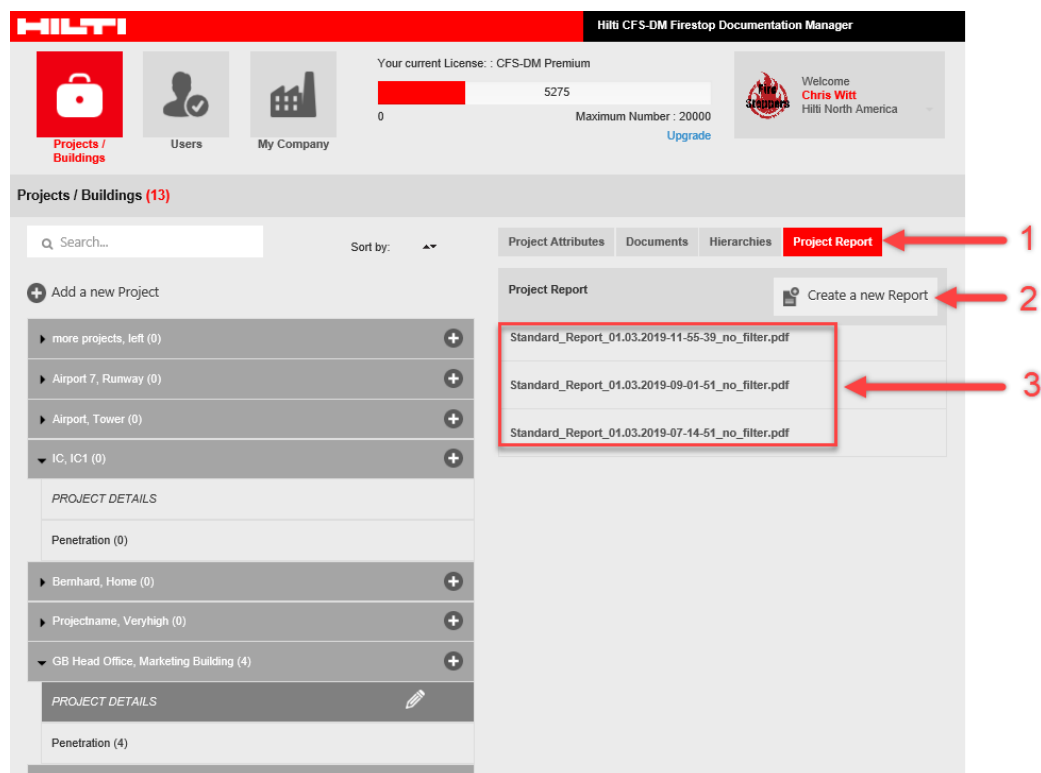 HILTI
Hilti CFS-DM Firestop Documentation Manager
Your current License: : CFS-DM Premium
5275
0
Maximum Number : 20000
Upgrade
Fire
Stoppers
Welcome
Chris Witt
Hilti North America
Projects /
Buildings
Users
My Company
Projects / Buildings (13)
Search...
Sort by:
Project Attributes
Documents
Hierarchies
Project Report
1
Add a new Project
Project Report
Create a new Report
2
more projects, left (0)
Standard_Report_01.03.2019-11-55-39_no_filter.pdf
Airport 7, Runway (0)
Standard_Report_01.03.2019-09-01-51_no_filter.pdf
3
Airport, Tower (0)
Standard_Report_01.03.2019-07-14-51_no_filter.pdf
IC, IC1 (0)
PROJECT DETAILS
Penetration (0)
Bernhard, Home (0)
Projectname, Veryhigh (0)
GB Head Office, Marketing Building (4)
PROJECT DETAILS
Penetration (4)